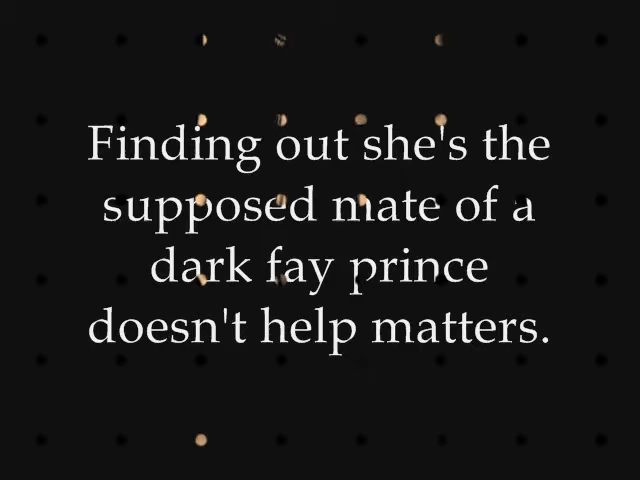 Finding out she's the
supposed mate of a
dark fay prince
doesn't help matters.